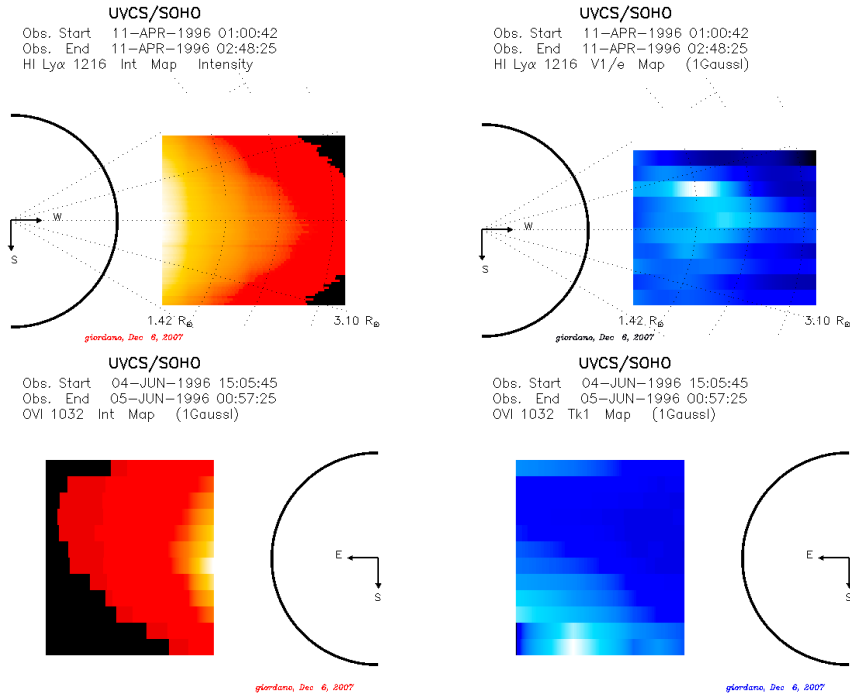 UVCS/SOHO
Obs. Start 11-APR-1996 01:00:42
Obs. End 11-APR-1996 02:48:25
HI Lyα 1216 Int Map Intensity
W
S
1.42 R⊙ 3.10 R⊙
giordano, Dec 6, 2007
UVCS/SOHO
Obs. Start 11-APR-1996 01:00:42
Obs. End 11-APR-1996 02:48:25
HI Lyα 1216 V1/e Map (1Gaussl)
W
S
1.42 R⊙ 3.10 R⊙
giordano, Dec 6, 2007
UVCS/SOHO
Obs. Start 04-JUN-1996 15:05:45
Obs. End 05-JUN-1996 00:57:25
OVI 1032 Int Map (1Gaussl)
E
S
giordano, Dec 6, 2007
UVCS/SOHO
Obs. Start 04-JUN-1996 15:05:45
Obs. End 05-JUN-1996 00:57:25
OVI 1032 Tk1 Map (1Gaussl)
E
S
giordano, Dec 6, 2007